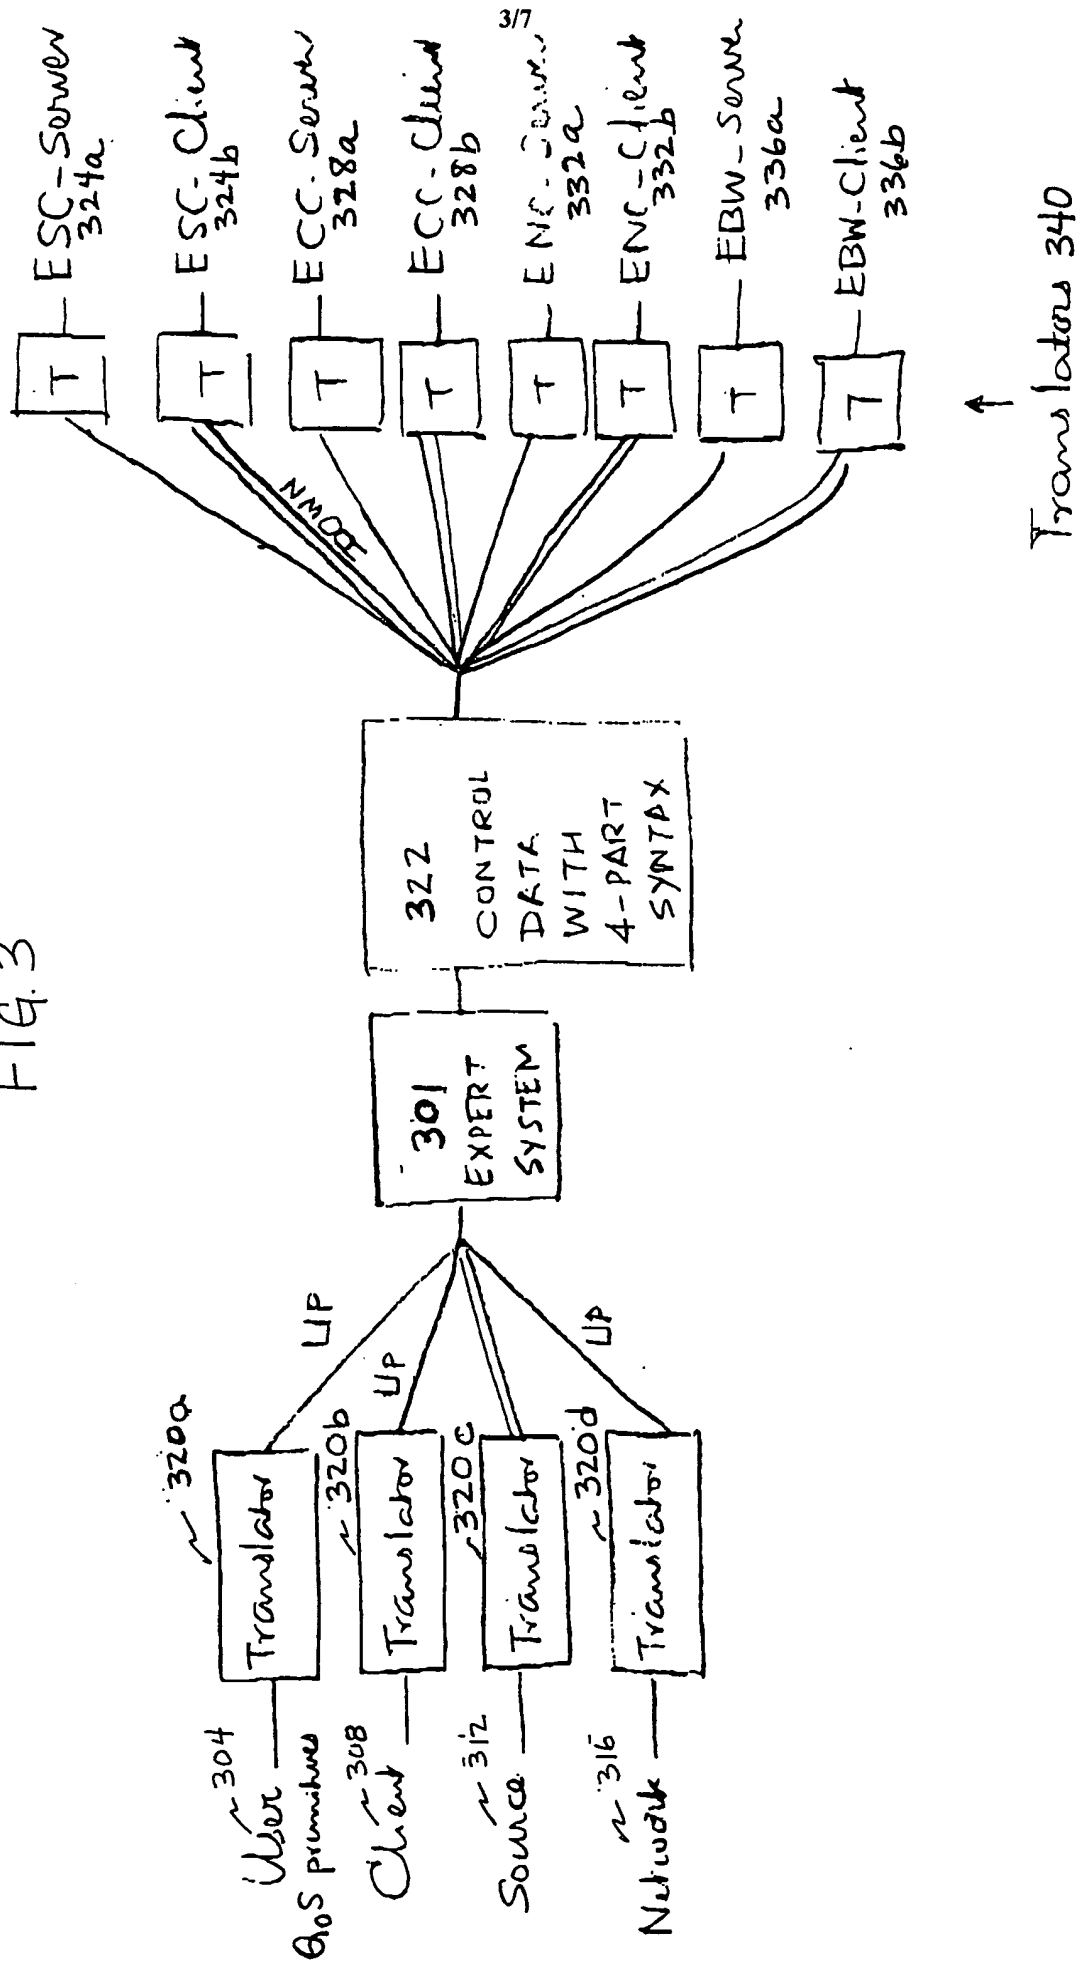 3/7
FIG. 3
User
304
QoS primitives
Client
308
Source
312
Network
316
Translator
320a
Translator
320b
Translator
320c
Translator
320d
UP
UP
UP
301
EXPERT
SYSTEM
322
CONTROL
DATA
WITH
4-PART
SYNTAX
DOWN
T
ESC-Server
324a
T
ESC-Client
324b
T
ECC-Server
328a
T
ECC-Client
328b
T
ENC-Server
332a
T
ENC-Client
332b
T
EBW-Server
336a
T
EBW-Client
336b
Translators 340